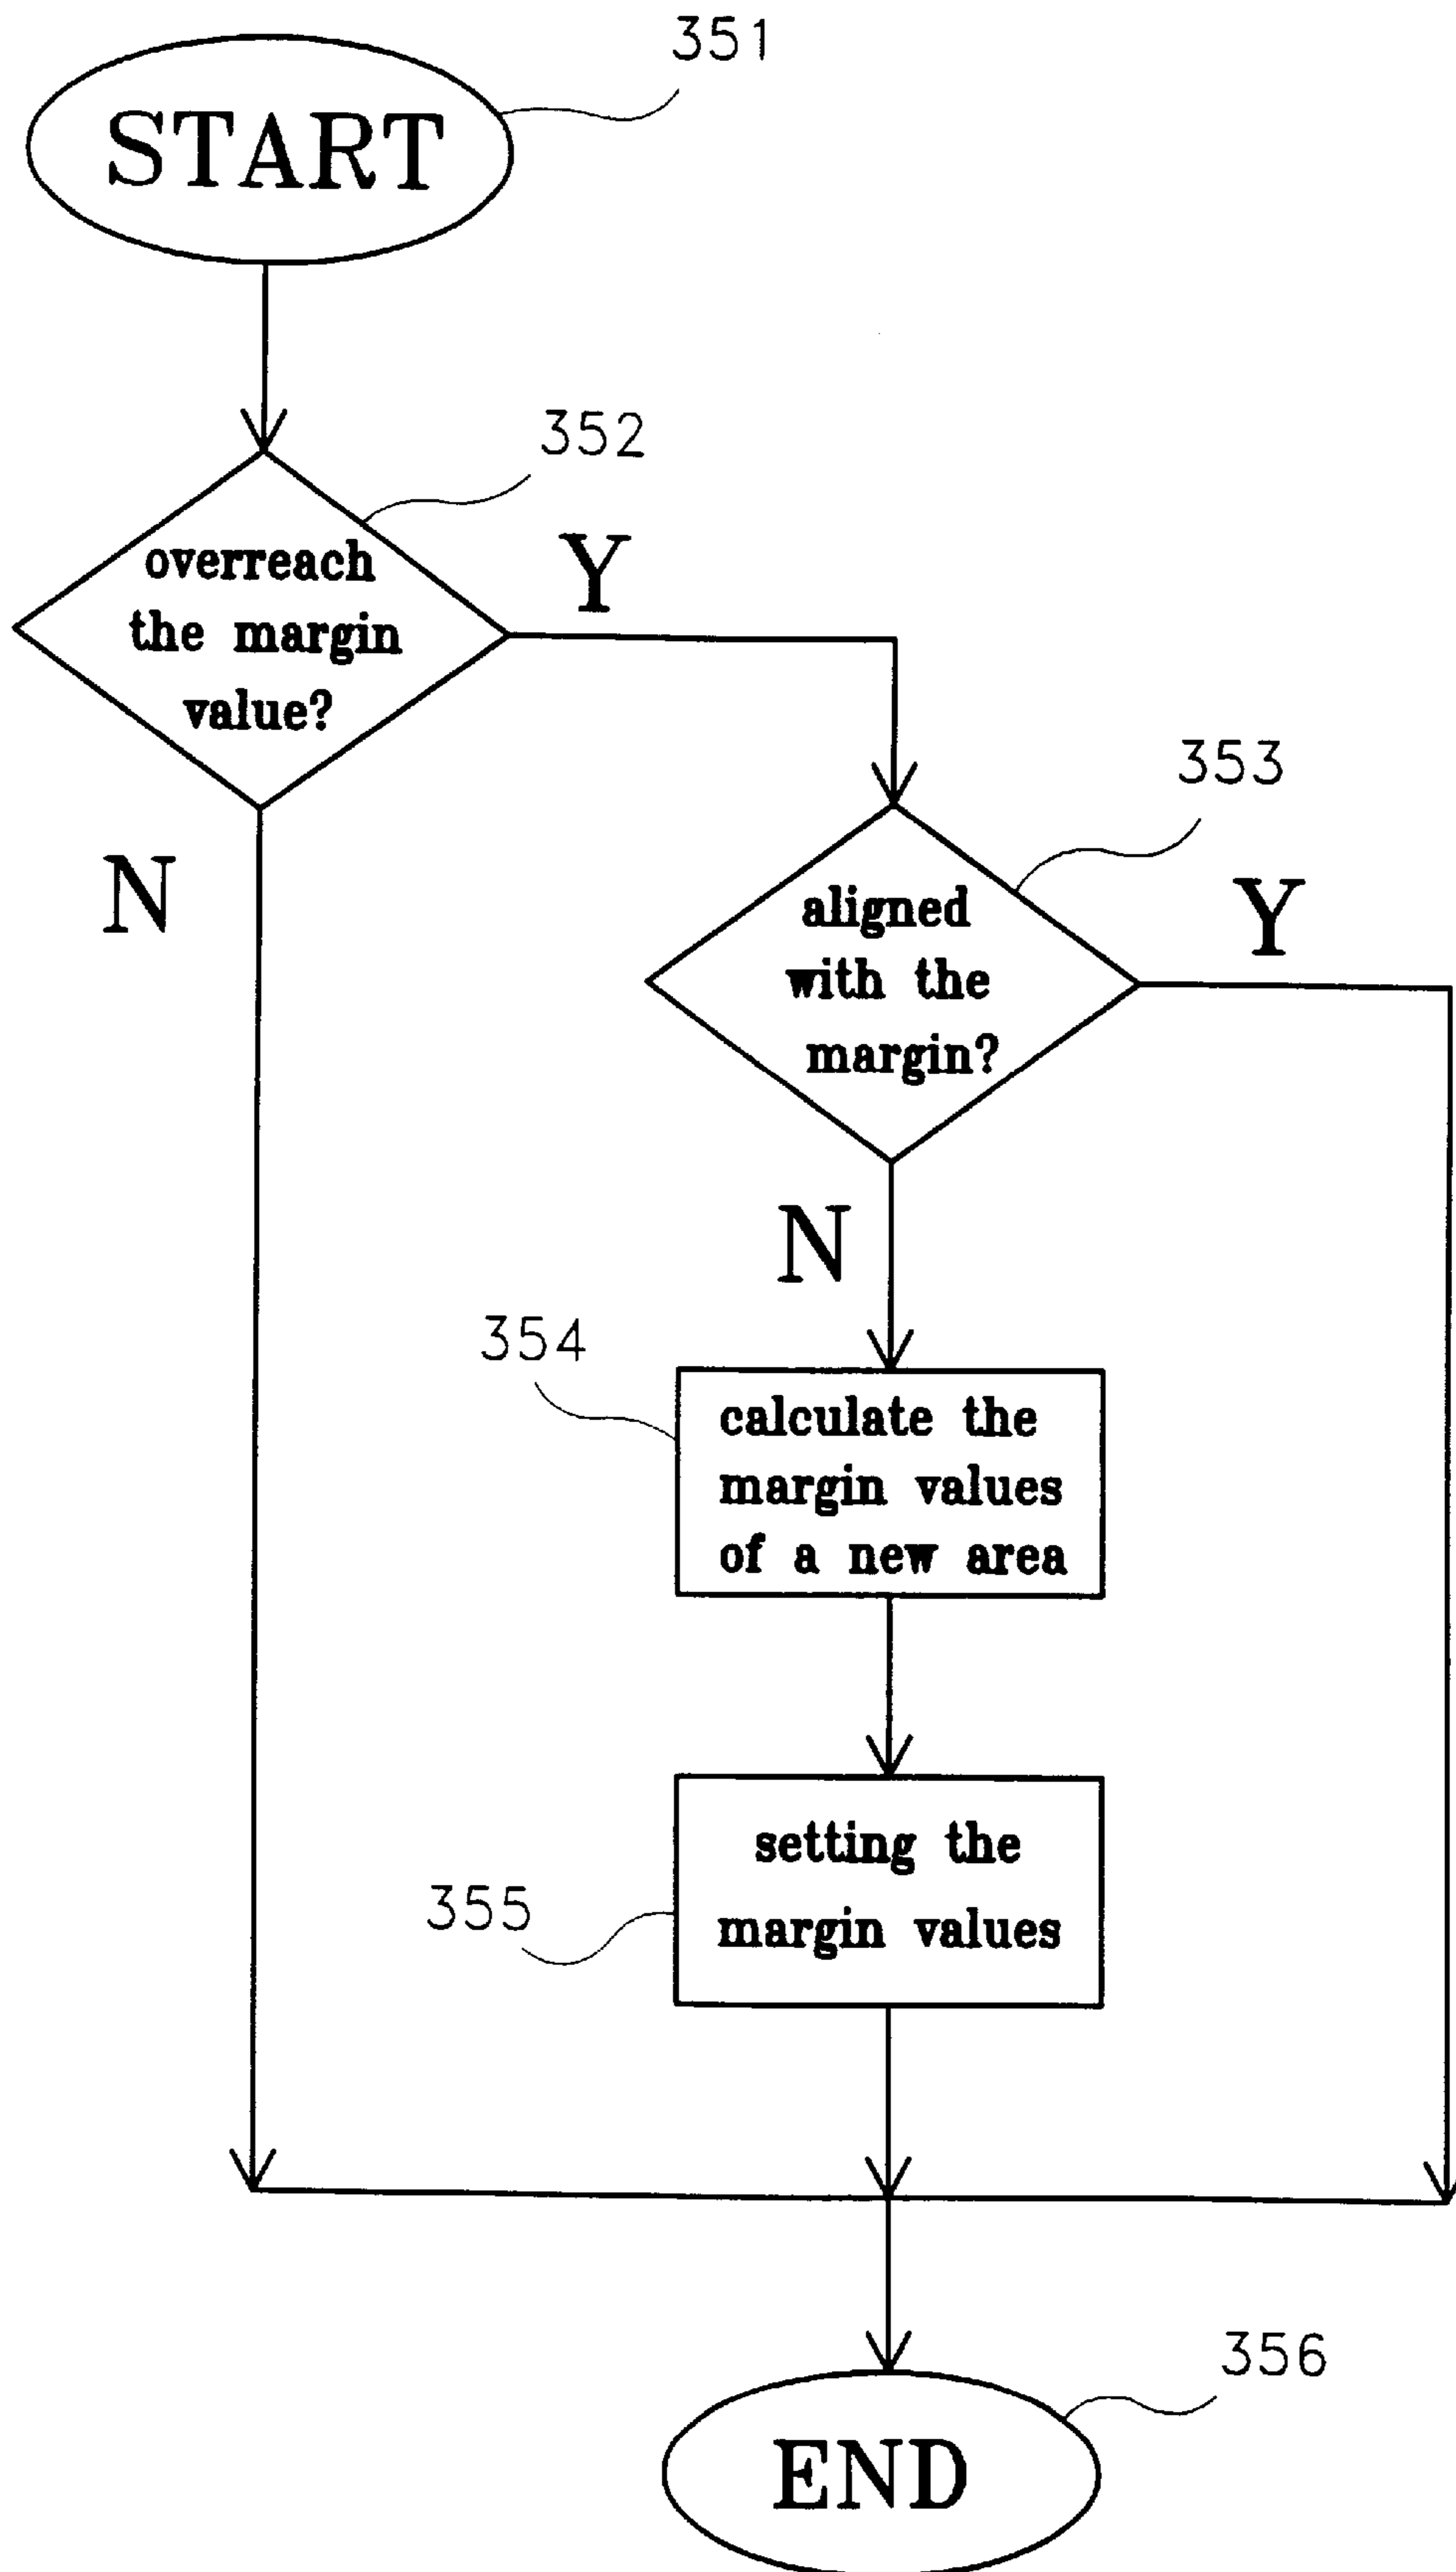 351
START
352
overreach
the margin
value?
Y
N
353
aligned
with the
margin?
Y
N
354
calculate the
margin values
of a new area
355
setting the
margin values
356
END